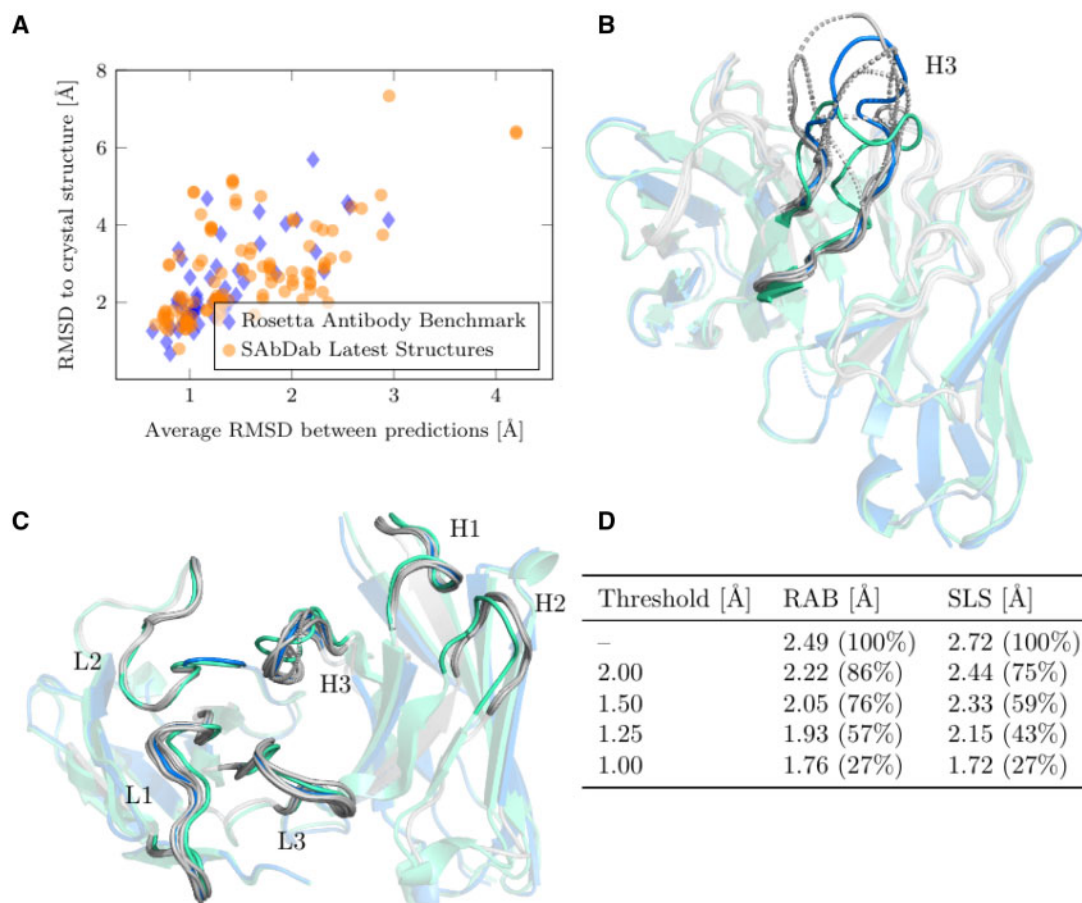 A
RMSD to crystal structure [Å]
8
6
4
2
1
2
3
4
Average RMSD between predictions [Å]
Rosetta Antibody Benchmark
SAbDab Latest Structures
B
H3
C
H1
H2
L2
H3
L1
L3
D
Threshold [Å] RAB [Å] SLS [Å]
– 2.49 (100%) 2.72 (100%)
2.00 2.22 (86%) 2.44 (75%)
1.50 2.05 (76%) 2.33 (59%)
1.25 1.93 (57%) 2.15 (43%)
1.00 1.76 (27%) 1.72 (27%)